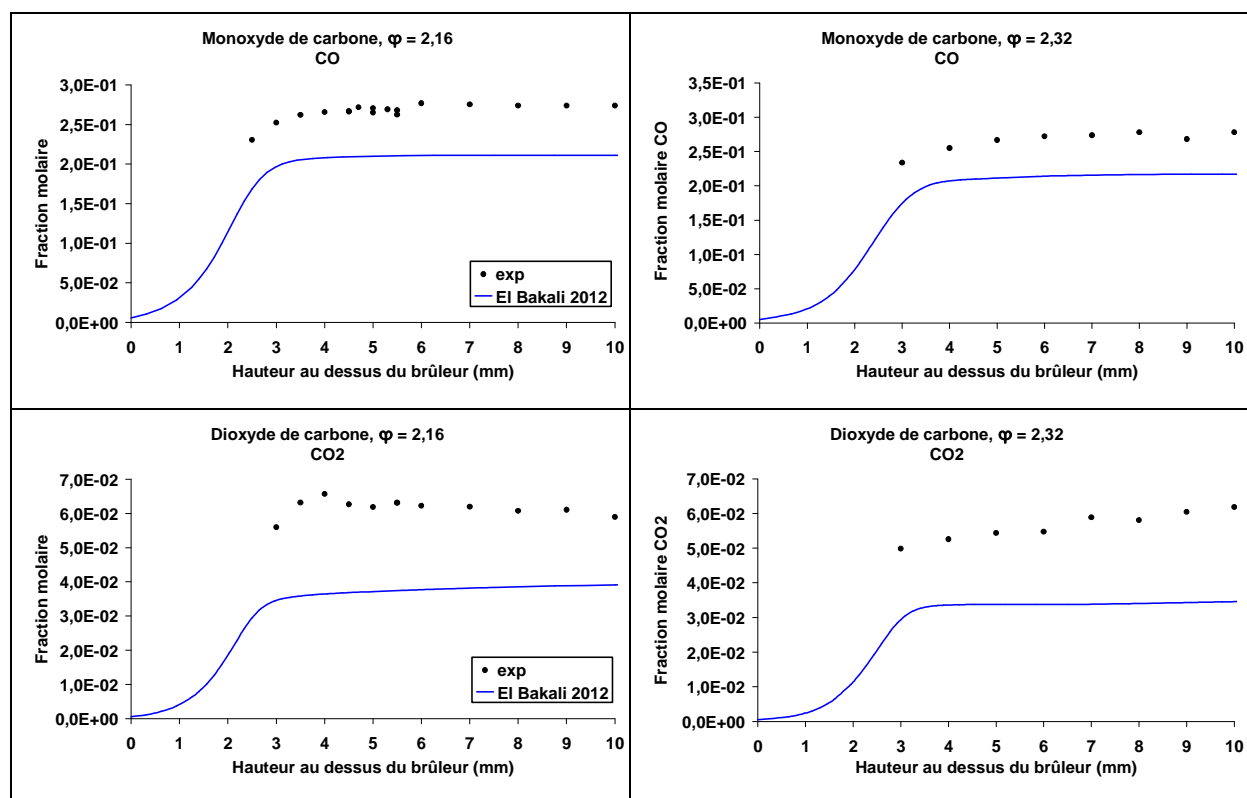 Monoxyde de carbone, φ = 2,16
CO
3,0E-01
2,5E-01
2,0E-01
1,5E-01
1,0E-01
5,0E-02
0,0E+00
Fraction molaire
exp
El Bakali 2012
0 1 2 3 4 5 6 7 8 9 10
Hauteur au dessus du brûleur (mm)
Monoxyde de carbone, φ = 2,32
CO
3,5E-01
3,0E-01
2,5E-01
2,0E-01
1,5E-01
1,0E-01
5,0E-02
0,0E+00
Fraction molaire CO
0 1 2 3 4 5 6 7 8 9 10
Hauteur au dessus du brûleur (mm)
Dioxyde de carbone, φ = 2,16
CO2
7,0E-02
6,0E-02
5,0E-02
4,0E-02
3,0E-02
2,0E-02
1,0E-02
0,0E+00
Fraction molaire
exp
El Bakali 2012
0 1 2 3 4 5 6 7 8 9 10
Hauteur au dessus du brûleur (mm)
Dioxyde de carbone, φ = 2,32
CO2
7,0E-02
6,0E-02
5,0E-02
4,0E-02
3,0E-02
2,0E-02
1,0E-02
0,0E+00
Fraction molaire CO2
0 1 2 3 4 5 6 7 8 9 10
Hauteur au dessus du brûleur (mm)